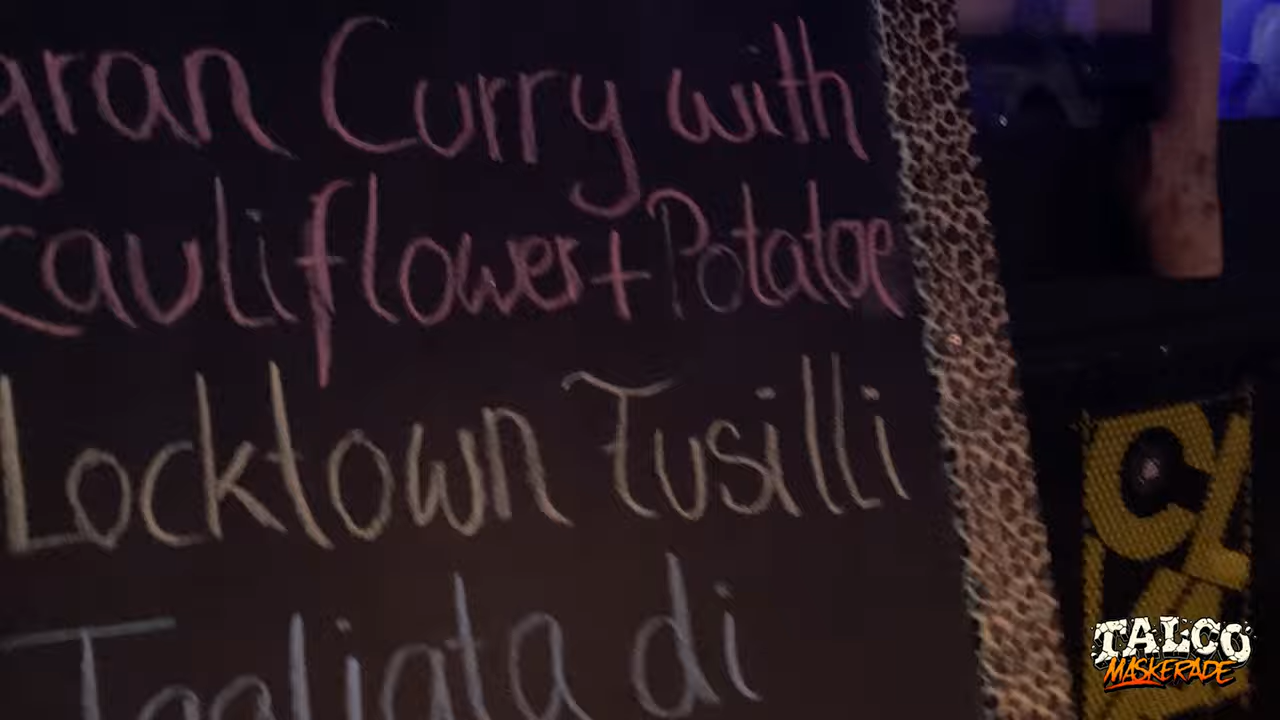 gran Curry with
cauliflower + Potatoe
Locktown Fusilli
Tagliata di
TALCO
MASKERADE